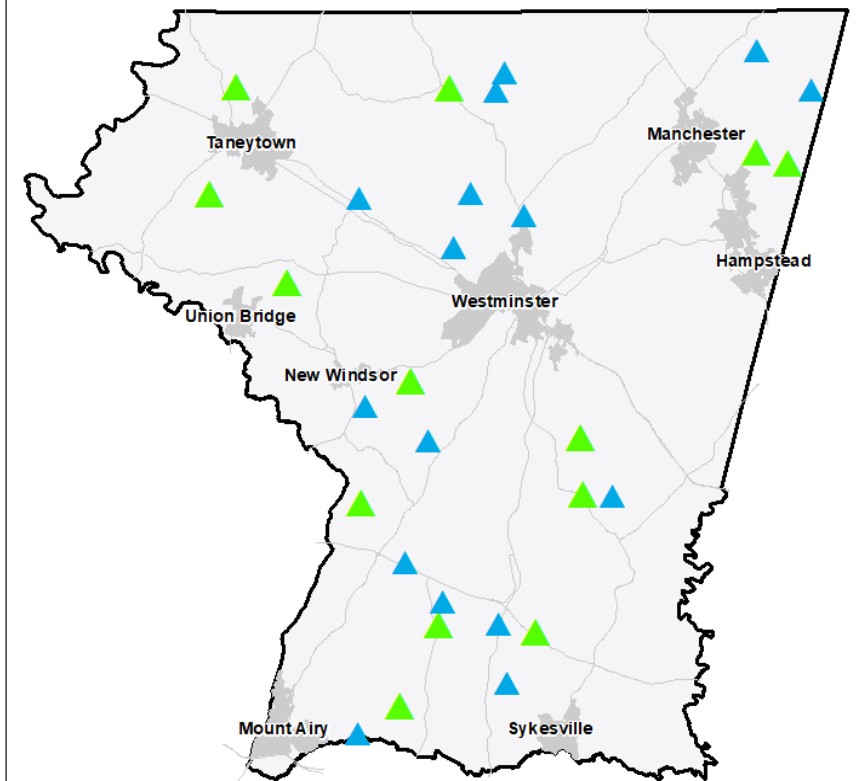 Manchester
Taneytown
Hampstead
Westminster
Union Bridge
New Windsor
Mount Airy
Sykesville